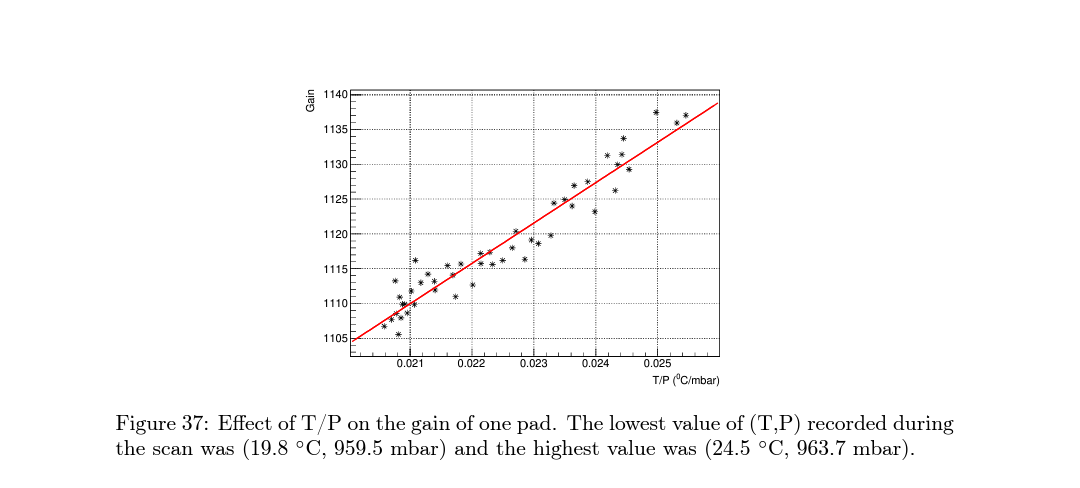 Gain
1140
1135
1130
1125
1120
1115
1110
1105
0.021 0.022 0.023 0.024 0.025
T/P (⁰C/mbar)
Figure 37: Effect of T/P on the gain of one pad. The lowest value of (T,P) recorded during
the scan was (19.8 °C, 959.5 mbar) and the highest value was (24.5 °C, 963.7 mbar).